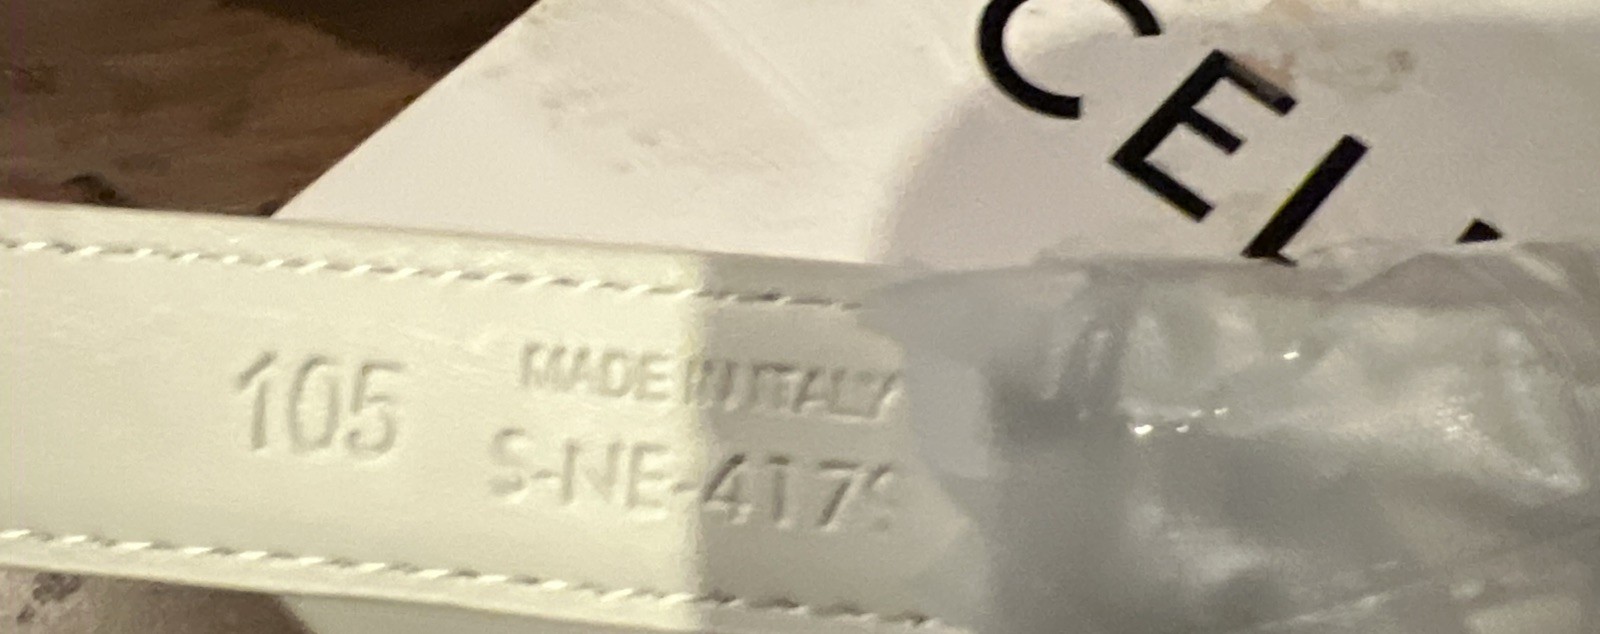 CEL
105
MADE IN ITALY
S-NE-417